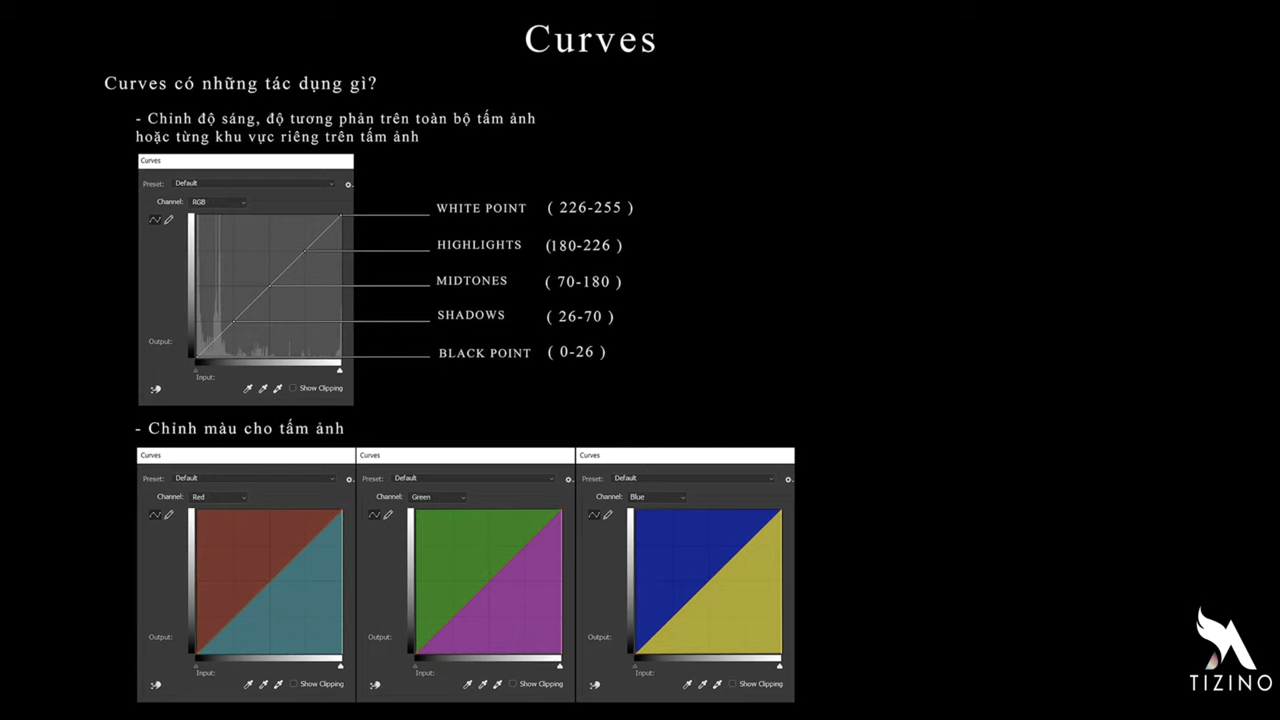 Curves
Curves có những tác dụng gì?
- Chỉnh độ sáng, độ tương phản trên toàn bộ tấm ảnh
hoặc từng khu vực riêng trên tấm ảnh
Curves
Preset: Default
Channel: RGB
Output:
Input:
Show Clipping
WHITE POINT ( 226-255 )
HIGHLIGHTS (180-226 )
MIDTONES ( 70-180 )
SHADOWS ( 26-70 )
BLACK POINT ( 0-26 )
- Chỉnh màu cho tấm ảnh
Curves
Preset: Default
Channel: Red
Output:
Input:
Show Clipping
Curves
Preset: Default
Channel: Green
Output:
Input:
Show Clipping
Curves
Preset: Default
Channel: Blue
Output:
Input:
Show Clipping
TIZINO